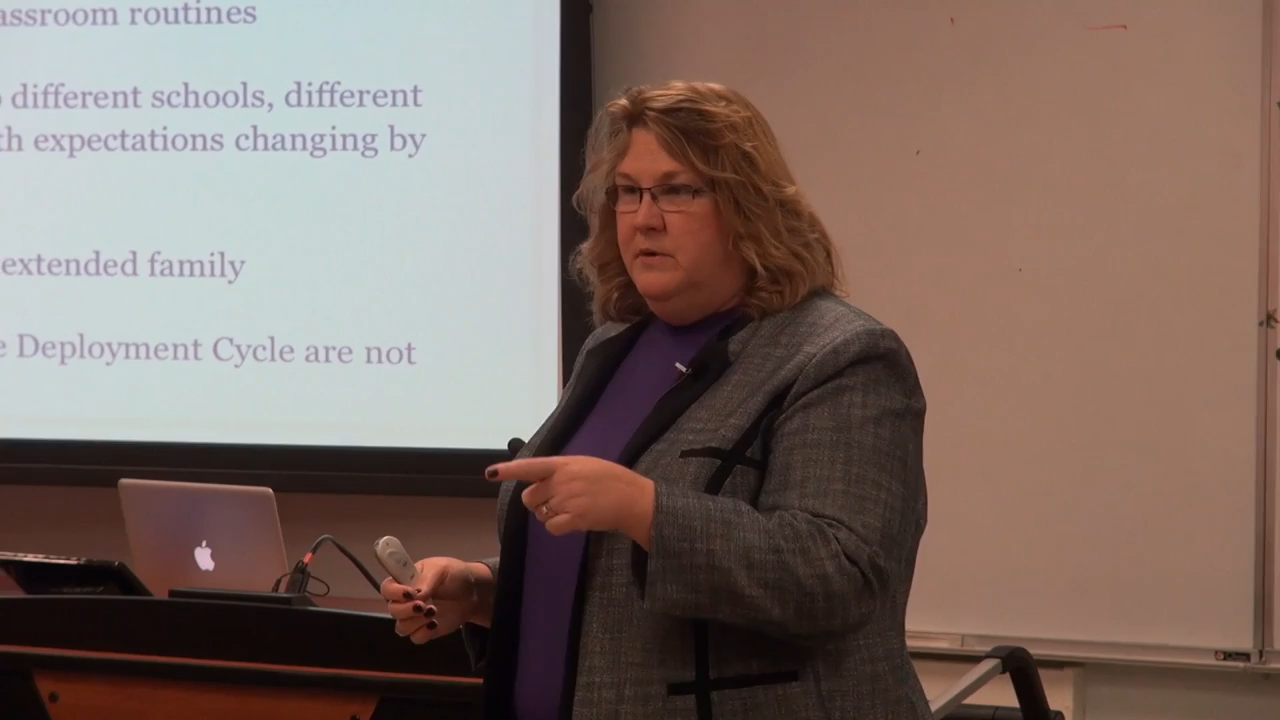 assroom routines
different schools, different
th expectations changing by
extended family
e Deployment Cycle are not